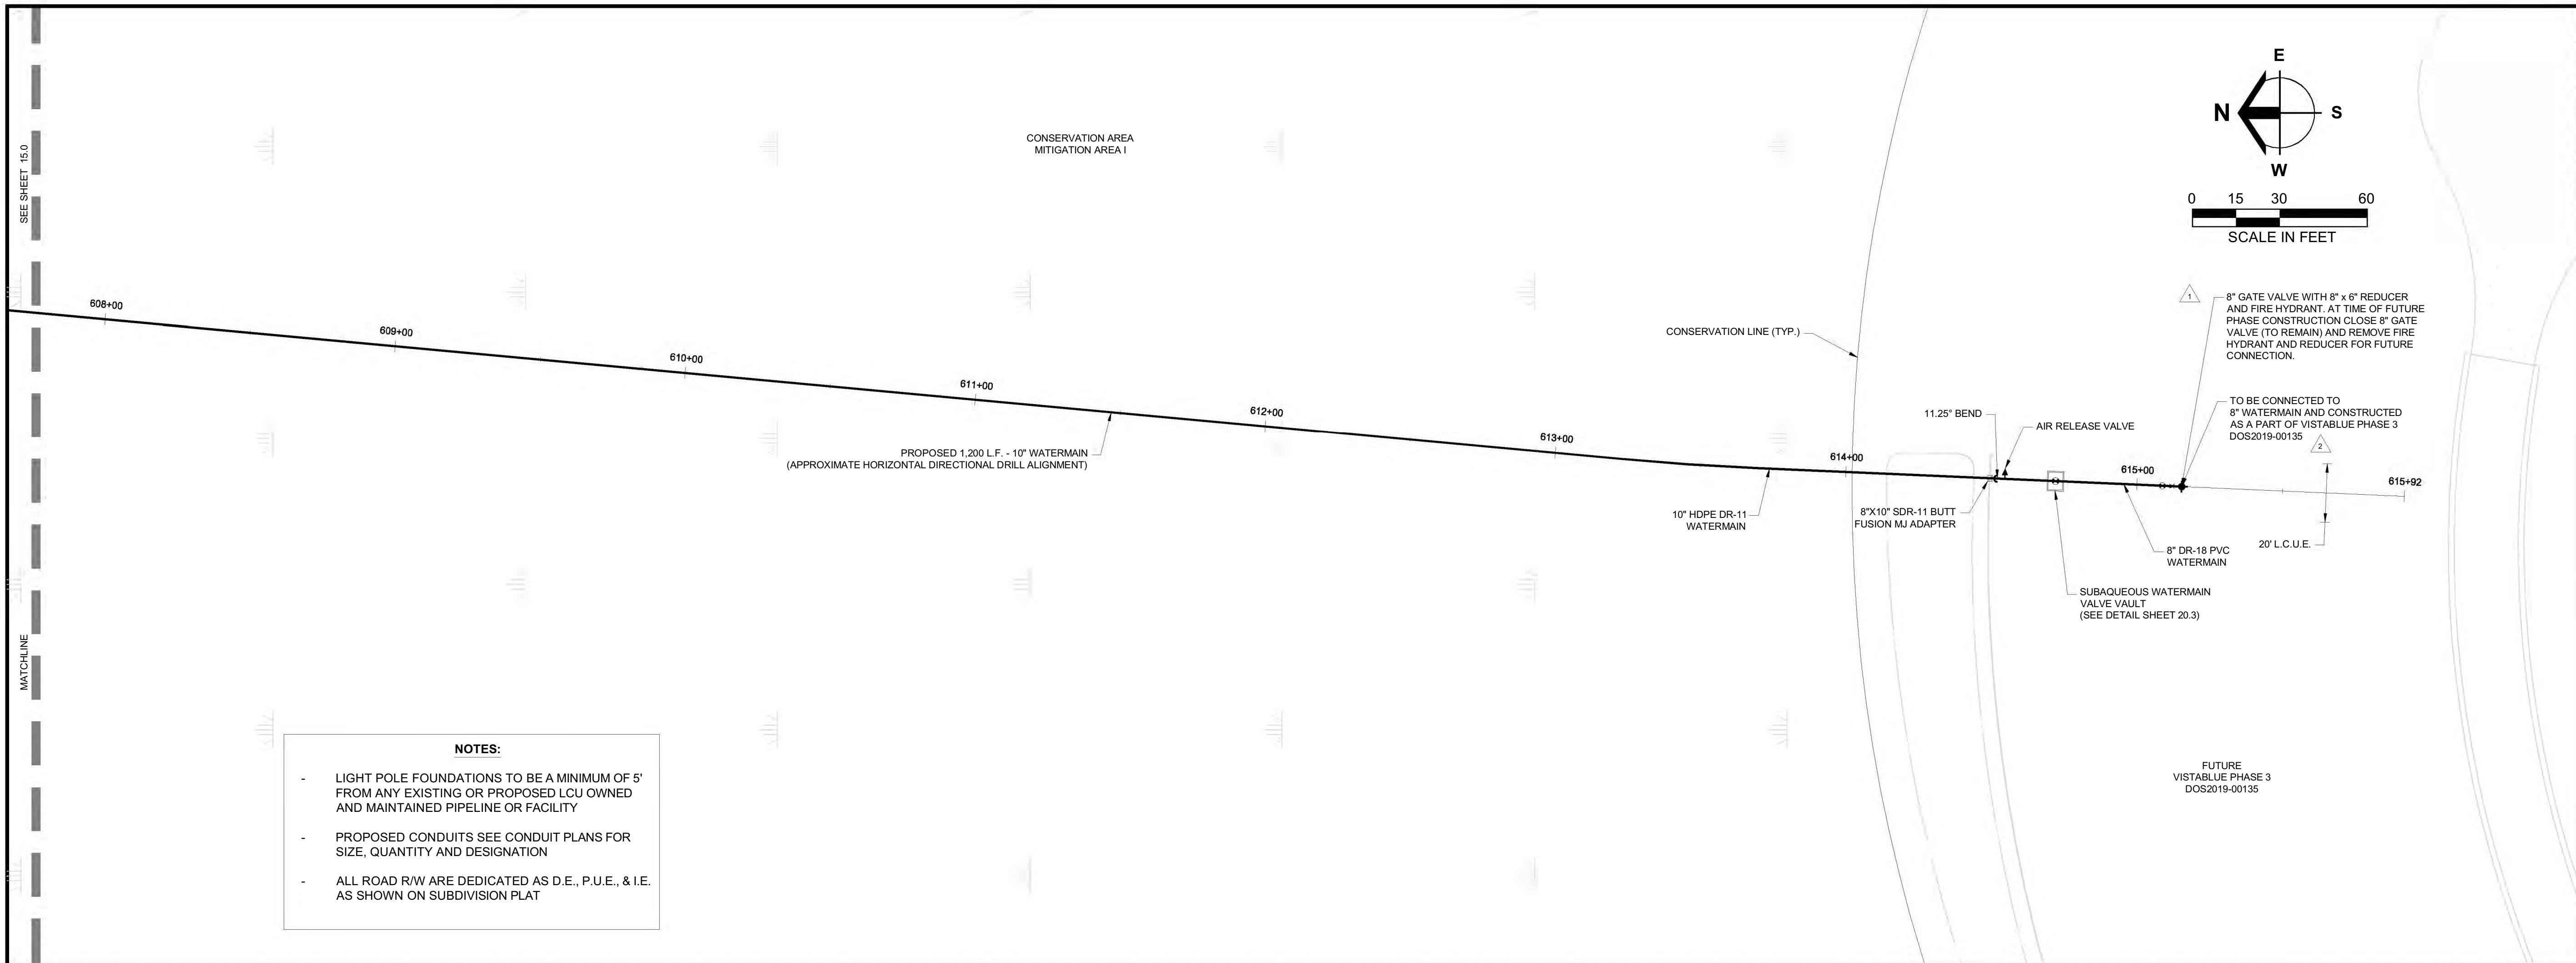 SEE SHEET 15.0
MATCHLINE
CONSERVATION AREA
MITIGATION AREA I
E
N
S
W
0 15 30 60
SCALE IN FEET
608+00
609+00
610+00
611+00
612+00
613+00
614+00
615+00
615+92
PROPOSED 1,200 L.F. - 10" WATERMAIN
(APPROXIMATE HORIZONTAL DIRECTIONAL DRILL ALIGNMENT)
CONSERVATION LINE (TYP.)
1
8" GATE VALVE WITH 8" x 6" REDUCER
AND FIRE HYDRANT. AT TIME OF FUTURE
PHASE CONSTRUCTION CLOSE 8" GATE
VALVE (TO REMAIN) AND REMOVE FIRE
HYDRANT AND REDUCER FOR FUTURE
CONNECTION.
TO BE CONNECTED TO
8" WATERMAIN AND CONSTRUCTED
AS A PART OF VISTABLUE PHASE 3
DOS2019-00135
2
11.25° BEND
AIR RELEASE VALVE
10" HDPE DR-11
WATERMAIN
8"X10" SDR-11 BUTT
FUSION MJ ADAPTER
20' L.C.U.E.
8" DR-18 PVC
WATERMAIN
SUBAQUEOUS WATERMAIN
VALVE VAULT
(SEE DETAIL SHEET 20.3)
FUTURE
VISTABLUE PHASE 3
DOS2019-00135
NOTES:
- LIGHT POLE FOUNDATIONS TO BE A MINIMUM OF 5'
FROM ANY EXISTING OR PROPOSED LCU OWNED
AND MAINTAINED PIPELINE OR FACILITY
- PROPOSED CONDUITS SEE CONDUIT PLANS FOR
SIZE, QUANTITY AND DESIGNATION
- ALL ROAD R/W ARE DEDICATED AS D.E., P.U.E., & I.E.
AS SHOWN ON SUBDIVISION PLAT